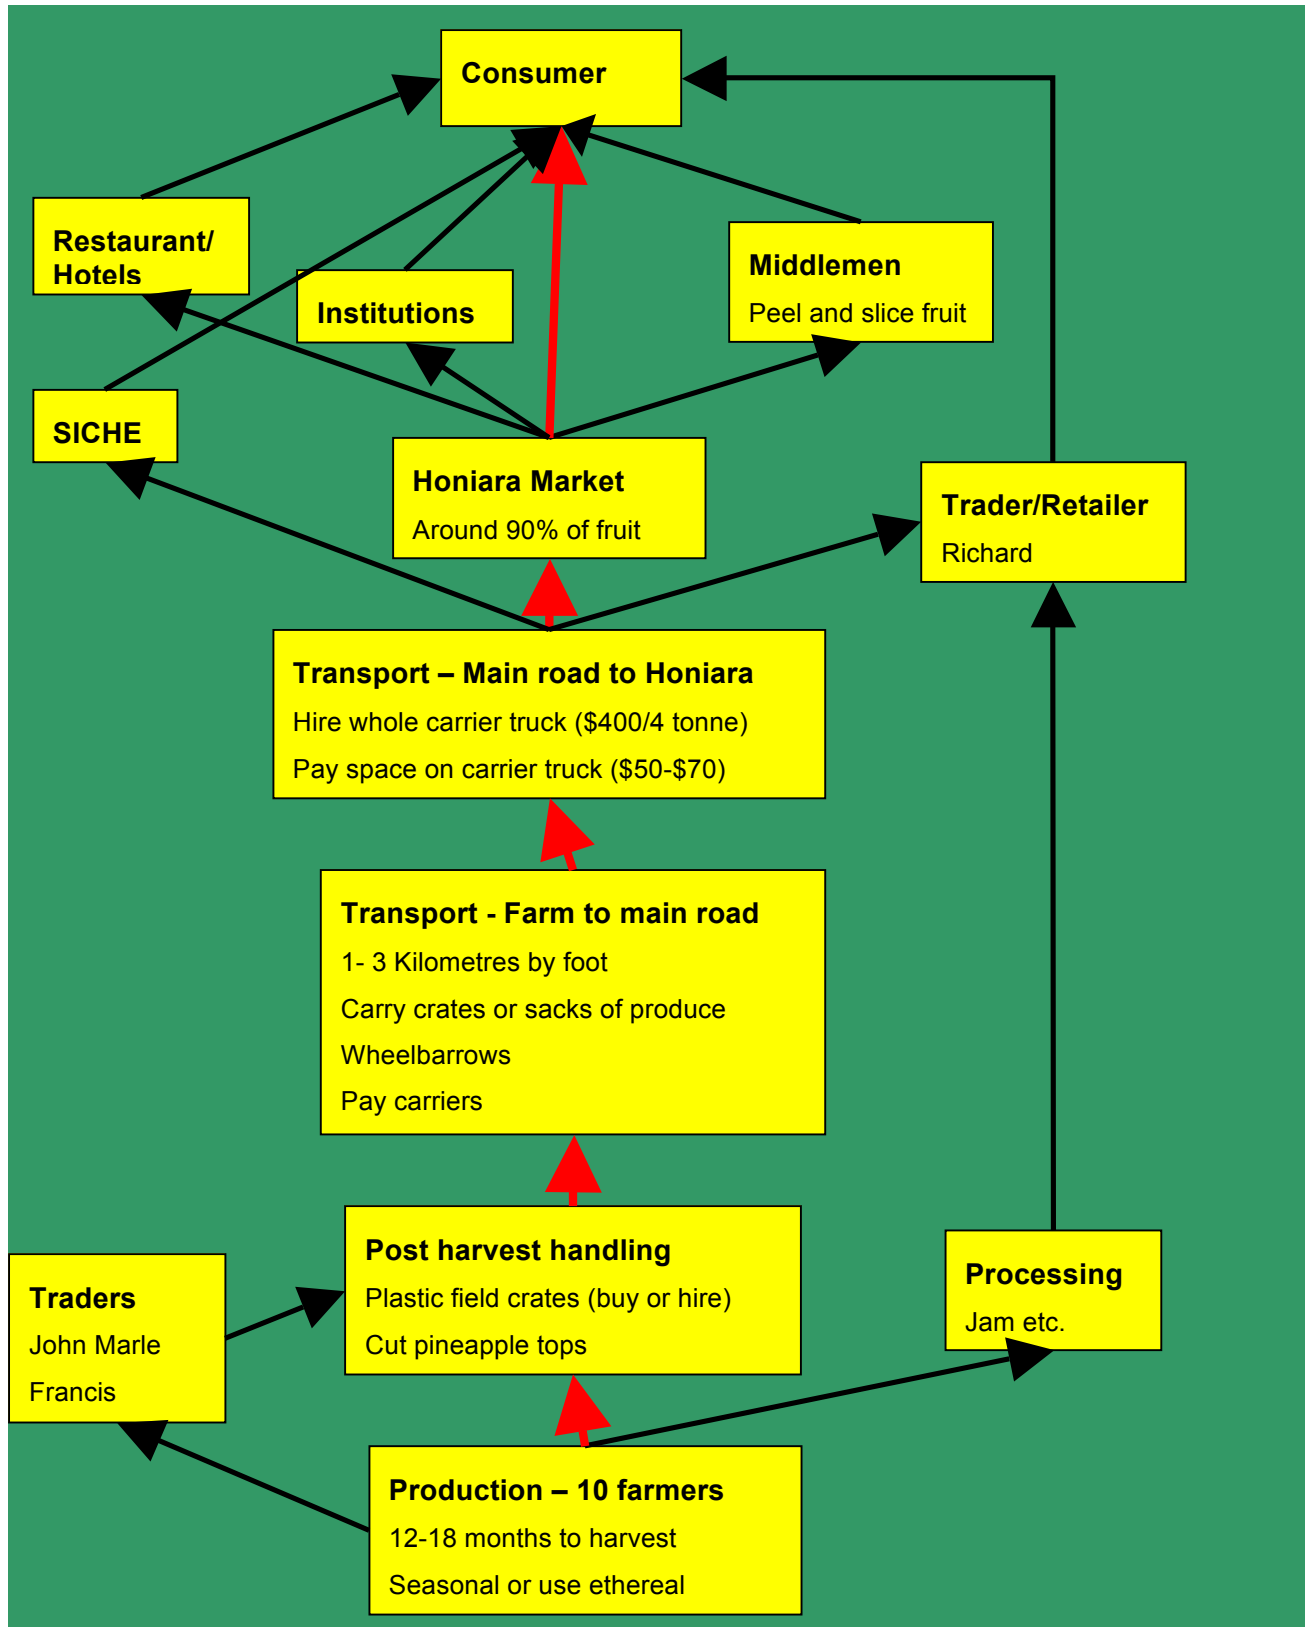 Consumer
Restaurant/
Hotels
Institutions
Middlemen
Peel and slice fruit
SICHE
Honiara Market
Around 90% of fruit
Trader/Retailer
Richard
Transport – Main road to Honiara
Hire whole carrier truck ($400/4 tonne)
Pay space on carrier truck ($50-$70)
Transport - Farm to main road
1- 3 Kilometres by foot
Carry crates or sacks of produce
Wheelbarrows
Pay carriers
Post harvest handling
Plastic field crates (buy or hire)
Cut pineapple tops
Traders
John Marle
Francis
Processing
Jam etc.
Production – 10 farmers
12-18 months to harvest
Seasonal or use ethereal